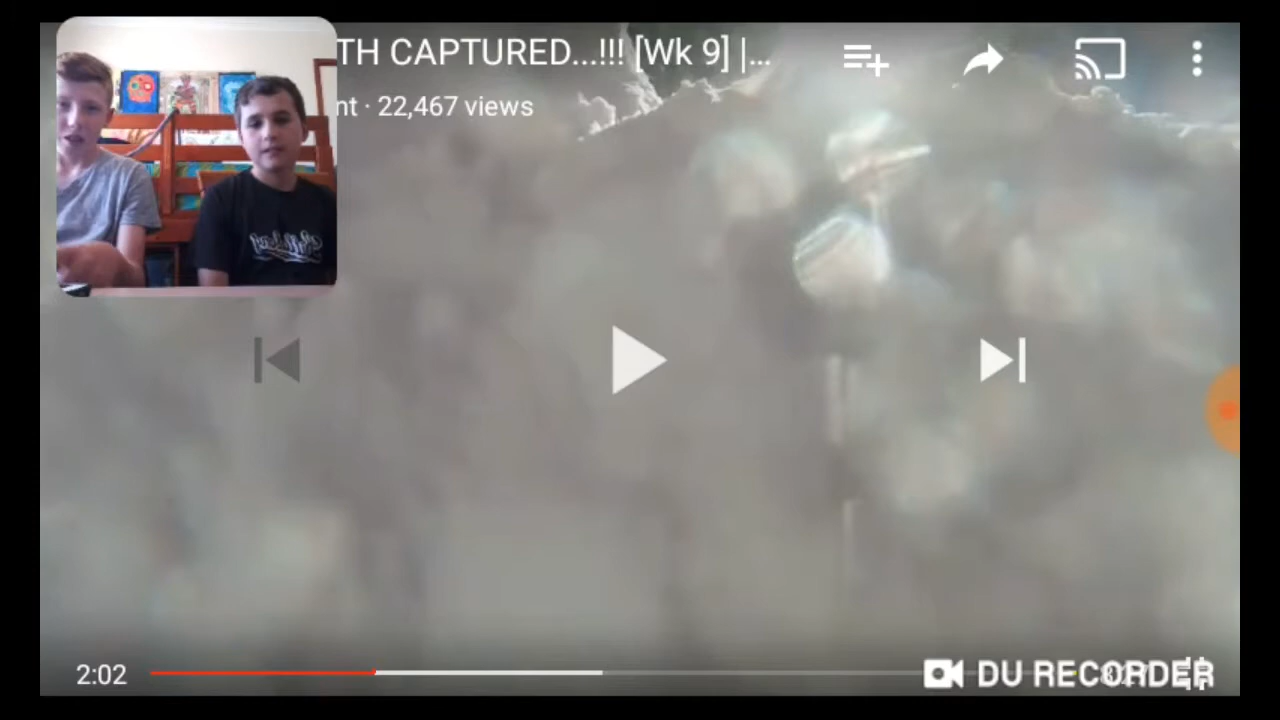 TH CAPTURED...!!! [Wk 9] |...
nt · 22,467 views
2:02
DU RECORDER